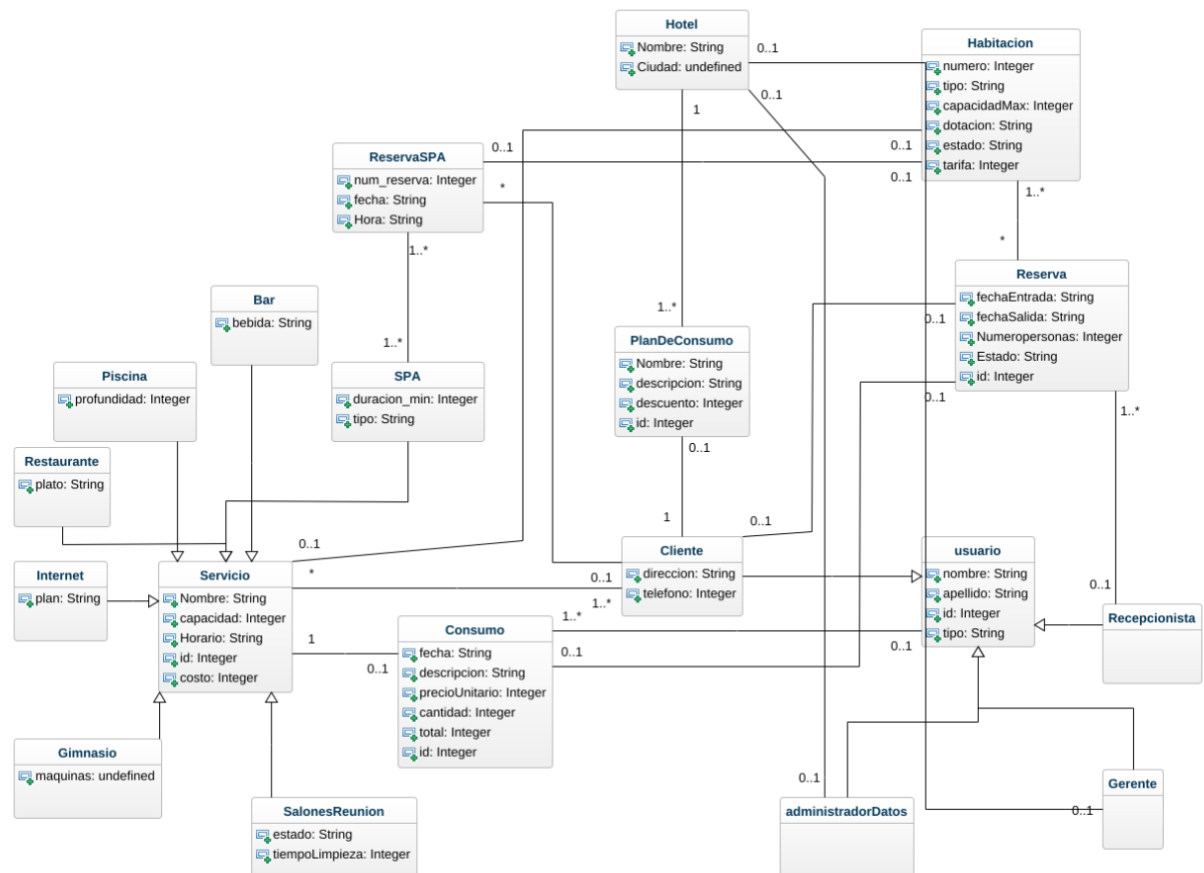 Hotel
Nombre: String
Ciudad: undefined
0..1
0..1
1
Habitacion
numero: Integer
tipo: String
capacidadMax: Integer
dotacion: String
estado: String
tarifa: Integer
0..1
0..1
1..*
*
ReservaSPA
num_reserva: Integer
fecha: String
Hora: String
0..1
*
1..*
Reserva
fechaEntrada: String
fechaSalida: String
Numeropersonas: Integer
Estado: String
id: Integer
0..1
0..1
1..*
Bar
bebida: String
1..*
PlanDeConsumo
Nombre: String
descripcion: String
descuento: Integer
id: Integer
0..1
1
Piscina
profundidad: Integer
1..*
SPA
duracion_min: Integer
tipo: String
Restaurante
plato: String
Internet
plan: String
0..1
*
Servicio
Nombre: String
capacidad: Integer
Horario: String
id: Integer
costo: Integer
1
0..1
0..1
Cliente
direccion: String
telefono: Integer
0..1
1..*
usuario
nombre: String
apellido: String
id: Integer
tipo: String
0..1
0..1
Recepcionista
Consumo
fecha: String
descripcion: String
precioUnitario: Integer
cantidad: Integer
total: Integer
id: Integer
1..*
0..1
Gimnasio
maquinas: undefined
SalonesReunion
estado: String
tiempoLimpieza: Integer
0..1
administradorDatos
Gerente
0..1